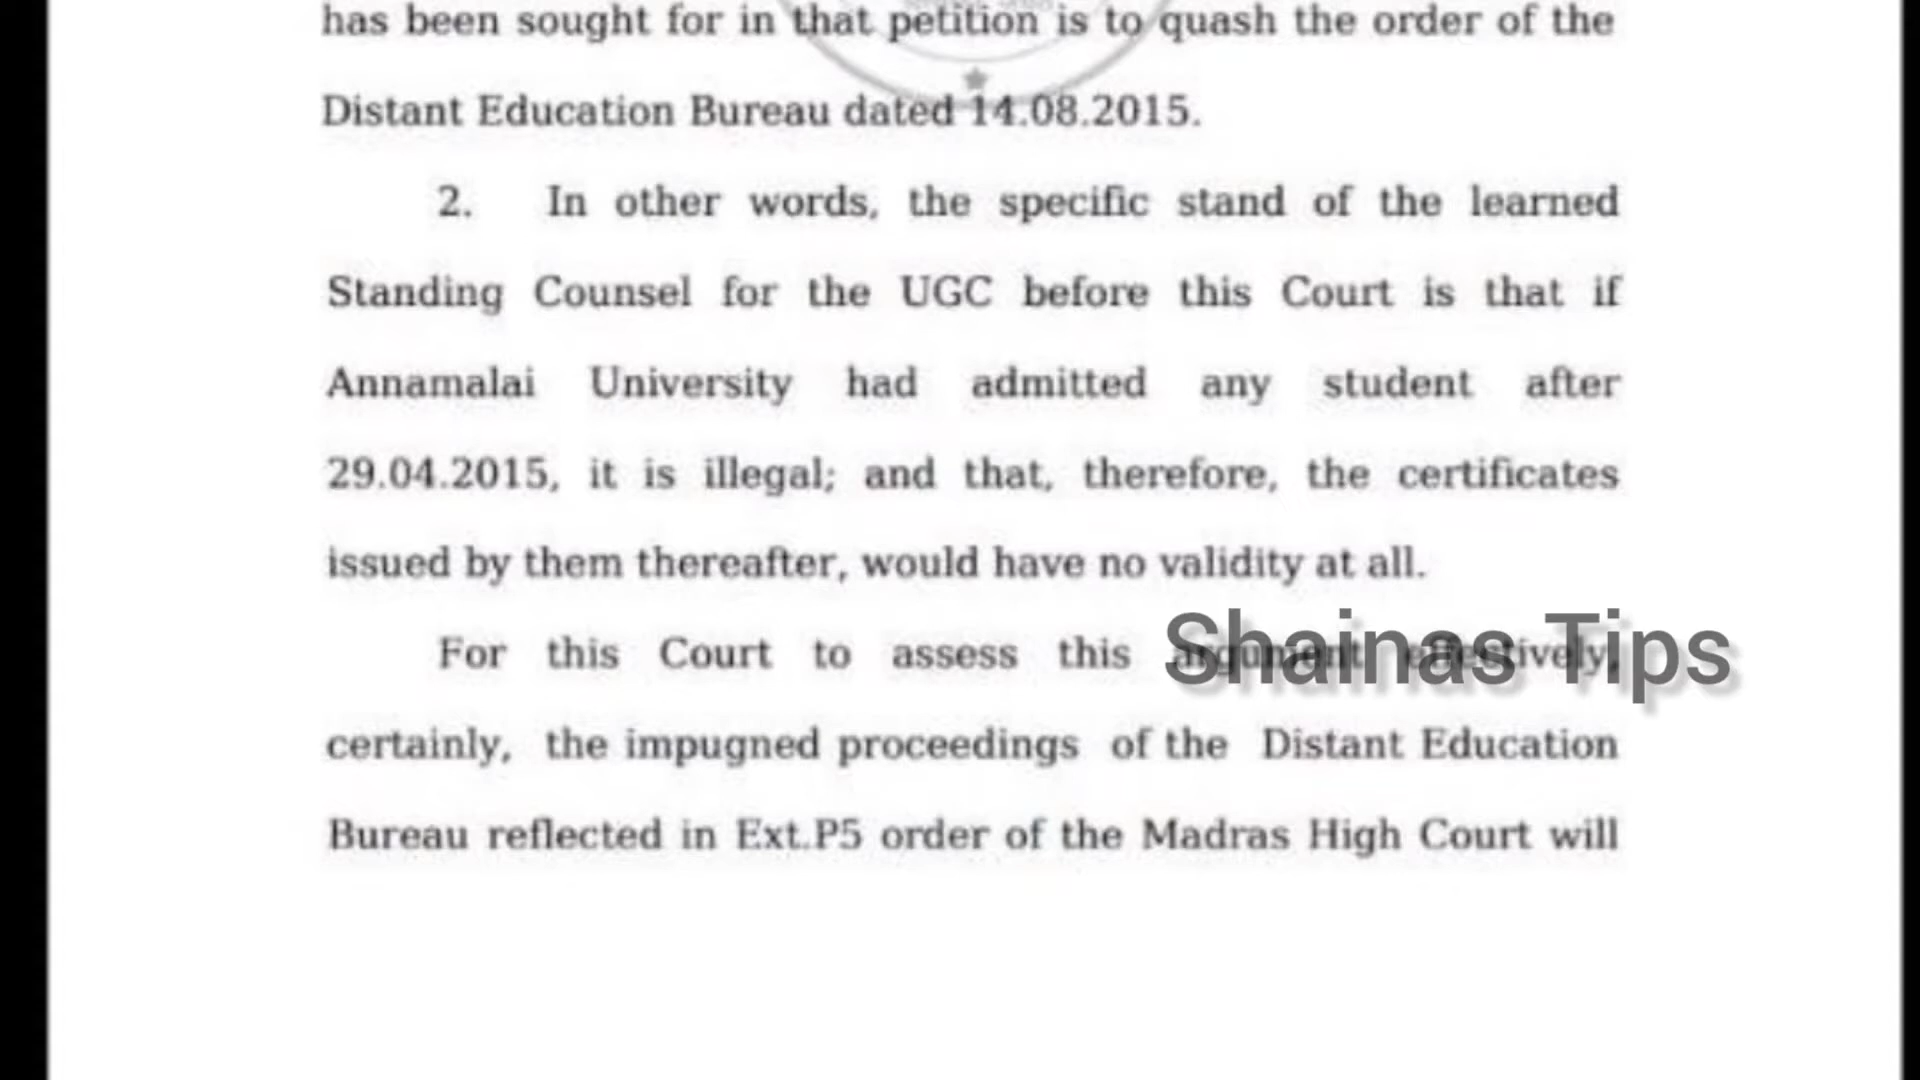 has been sought for in that petition is to quash the order of the
Distant Education Bureau dated 14.08.2015.
2. In other words, the specific stand of the learned
Standing Counsel for the UGC before this Court is that if
Annamalai University had admitted any student after
29.04.2015, it is illegal; and that, therefore, the certificates
issued by them thereafter, would have no validity at all.
For this Court to assess this argument effectively,
Shainas Tips
certainly, the impugned proceedings of the Distant Education
Bureau reflected in Ext.P5 order of the Madras High Court will